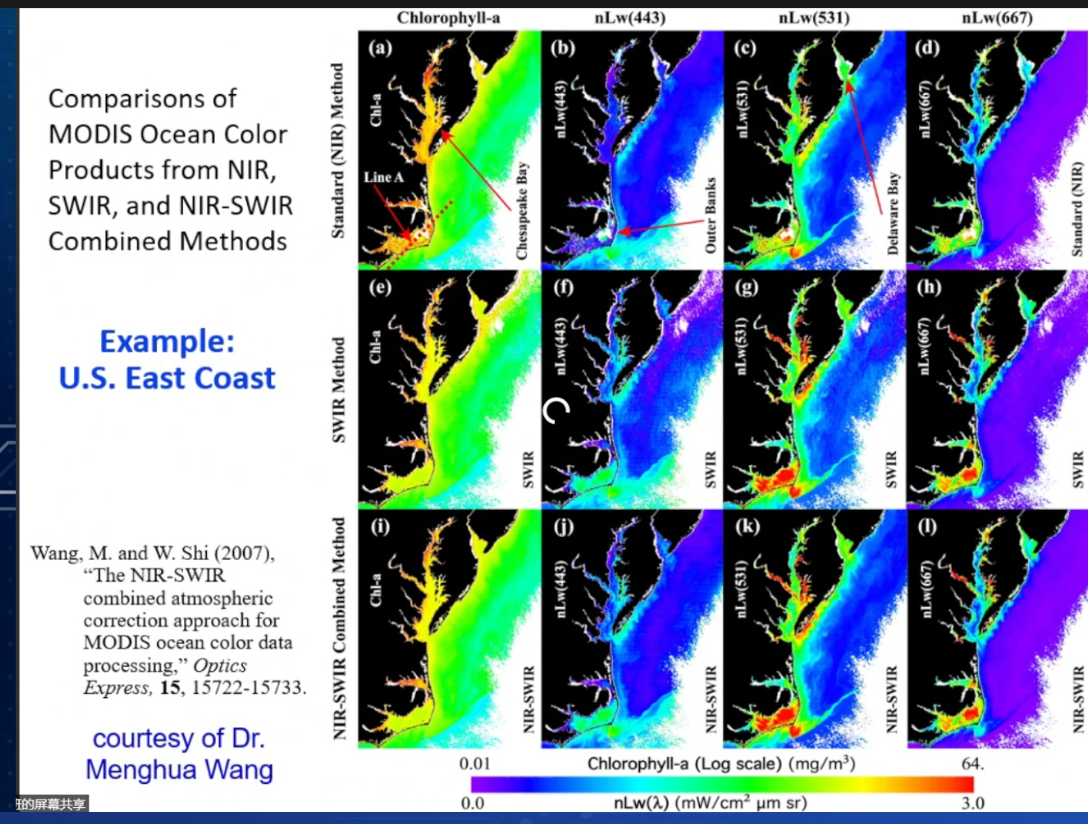 Comparisons of
MODIS Ocean Color
Products from NIR,
SWIR, and NIR-SWIR
Combined Methods
Example:
U.S. East Coast
Wang, M. and W. Shi (2007),
“The NIR-SWIR
combined atmospheric
correction approach for
MODIS ocean color data
processing,” Optics
Express, 15, 15722-15733.
courtesy of Dr.
Menghua Wang
Chlorophyll-a
nLw(443)
nLw(531)
nLw(667)
Standard (NIR) Method
(a)
Chl-a
Line A
Chesapeake Bay
(b)
nLw(443)
Outer Banks
(c)
nLw(531)
Delaware Bay
(d)
nLw(667)
Standard (NIR)
SWIR Method
(e)
Chl-a
SWIR
(f)
nLw(443)
SWIR
(g)
nLw(531)
SWIR
(h)
nLw(667)
SWIR
NIR-SWIR Combined Method
(i)
Chl-a
NIR-SWIR
(j)
nLw(443)
NIR-SWIR
(k)
nLw(531)
NIR-SWIR
(l)
nLw(667)
NIR-SWIR
0.01 Chlorophyll-a (Log scale) (mg/m³) 64.
0.0 nLw(λ) (mW/cm² μm sr) 3.0
的屏幕共享